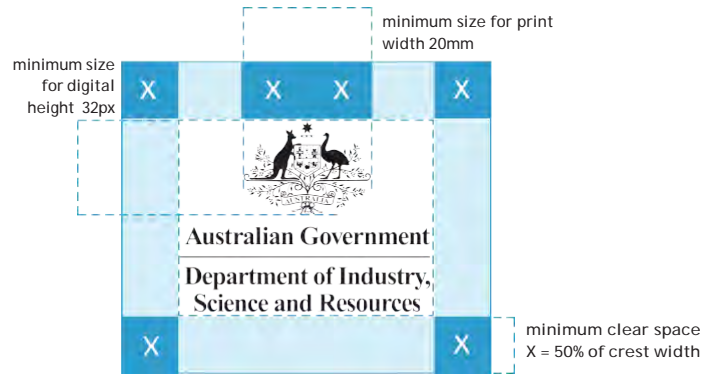 minimum size for print
width 20mm
minimum size
for digital
height 32px
X
X X
X
AUSTRALIA
Australian Government
Department of Industry,
Science and Resources
X
X
minimum clear space
X = 50% of crest width